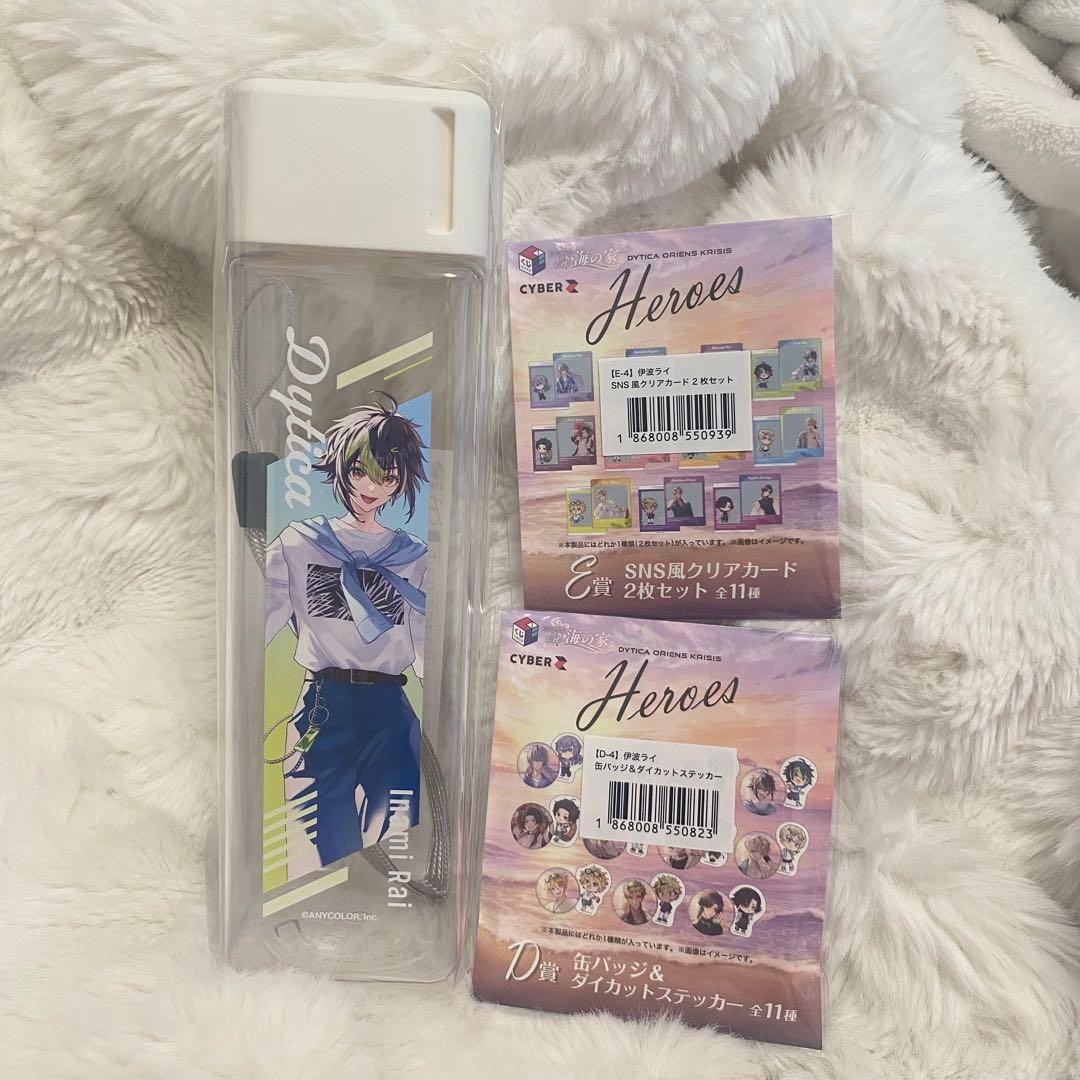 Dytica
Inami Rai
©ANYCOLOR, Inc.
くじ
海の家
DYTICA ORIENS KRISIS
CYBER Z
Heroes
【E-4】伊波ライ
SNS 風クリアカード 2 枚セット
1 868008 550939
※本製品にはどれか1種類(2枚セット)が入っています。※画像はイメージです。
E賞 SNS風クリアカード
2枚セット 全11種
くじ
海の家
DYTICA ORIENS KRISIS
CYBER Z
Heroes
【D-4】伊波ライ
缶バッジ＆ダイカットステッカー
1 868008 550823
※本製品にはどれか1種類が入っています。※画像はイメージです。
D賞 缶バッジ＆
ダイカットステッカー 全11種